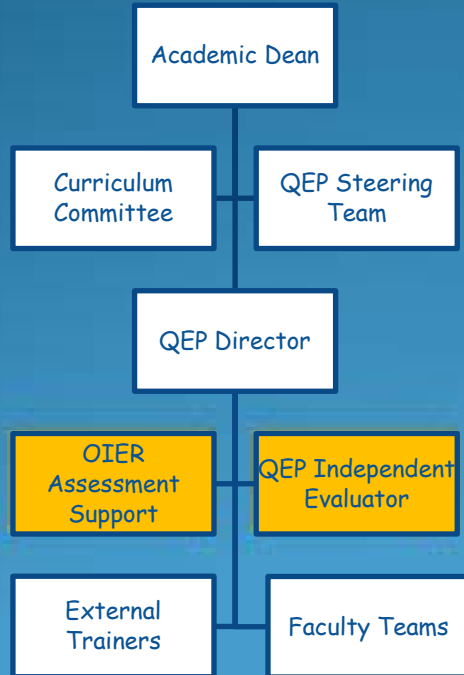 Academic Dean
Curriculum
Committee
QEP Steering
Team
QEP Director
OIER
Assessment
Support
QEP Independent
Evaluator
External
Trainers
Faculty Teams